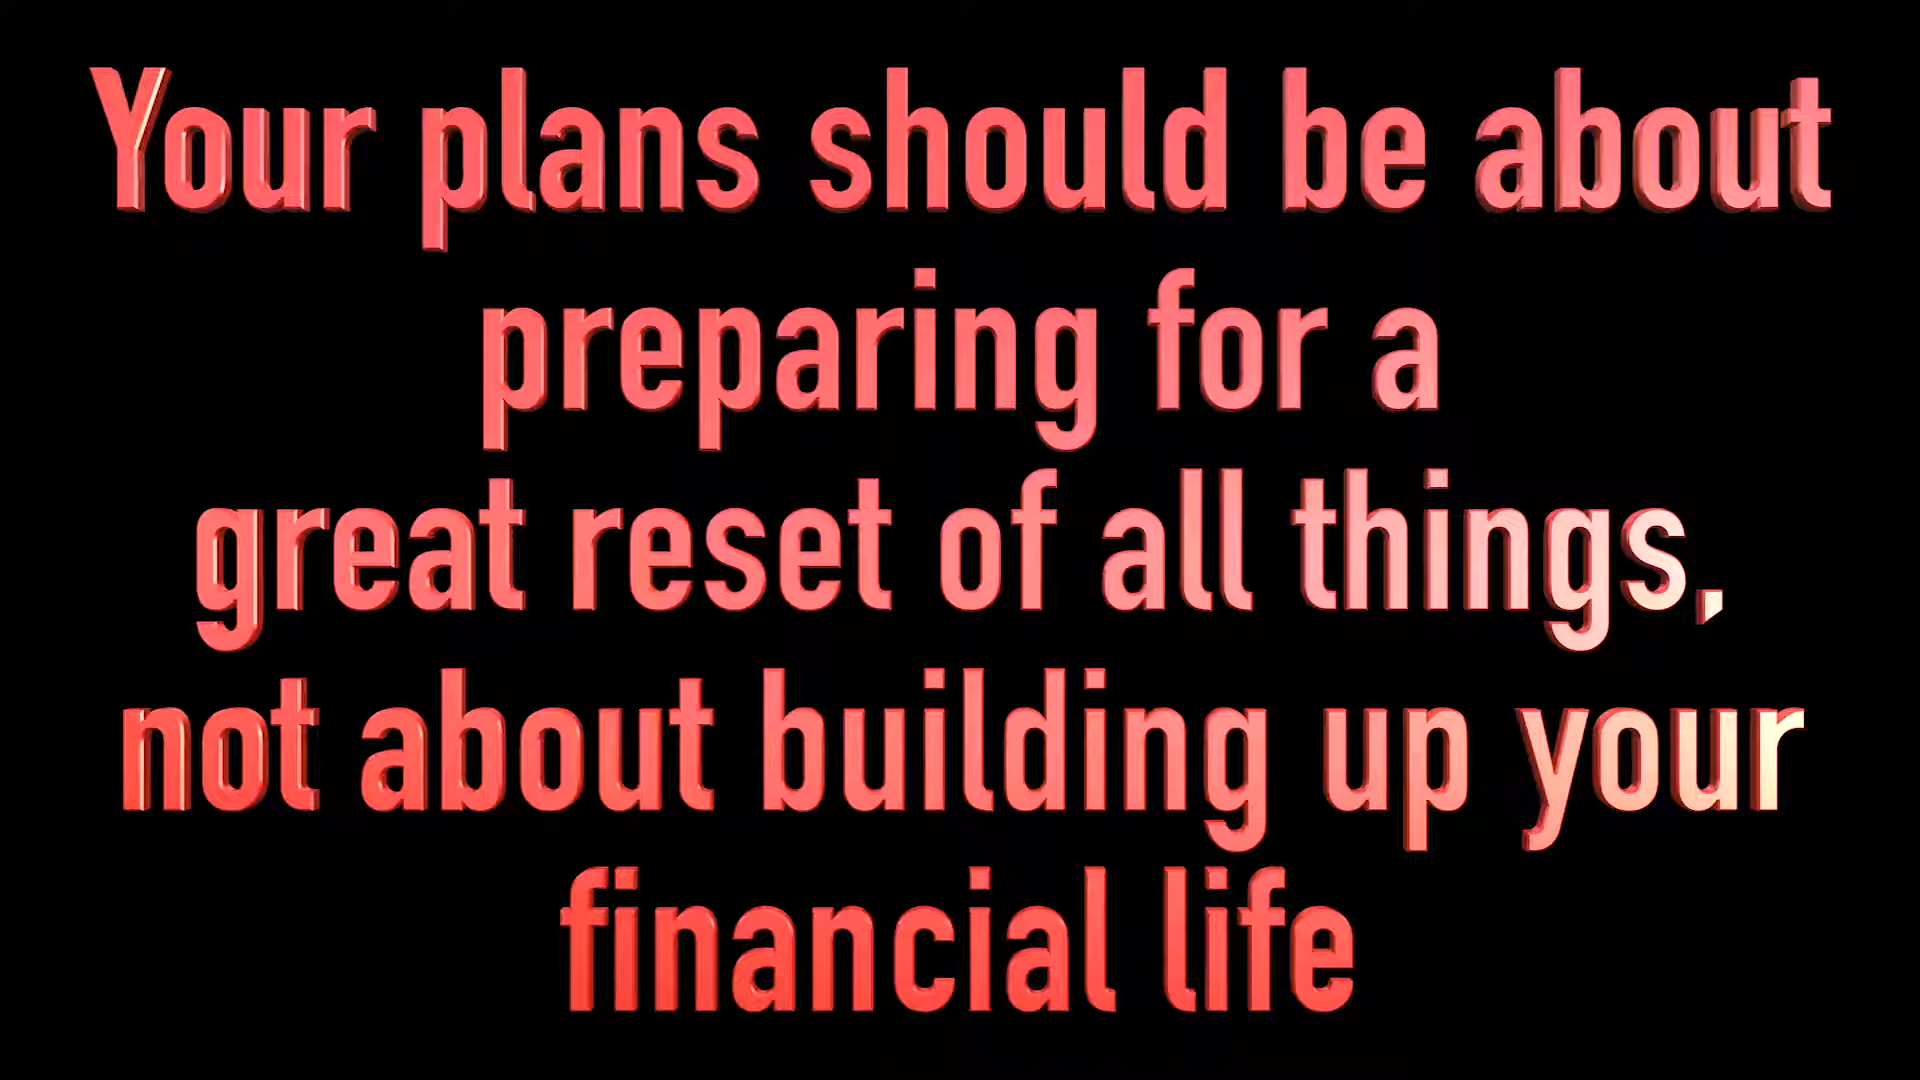 Your plans should be about
preparing for a
great reset of all things,
not about building up your
financial life